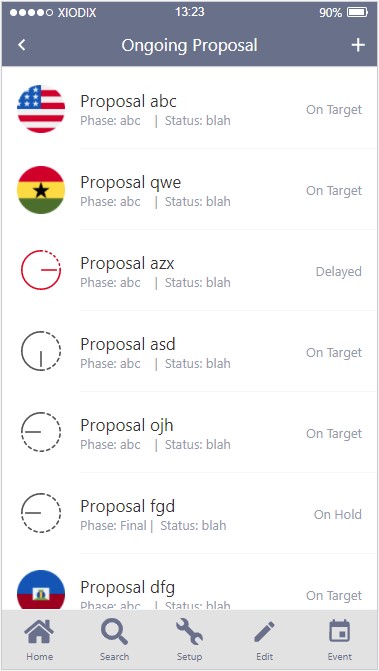 XIODIX 13:23 90%
Ongoing Proposal
Proposal abc
Phase: abc | Status: blah
On Target
Proposal qwe
Phase: abc | Status: blah
On Target
Proposal azx
Phase: abc | Status: blah
Delayed
Proposal asd
Phase: abc | Status: blah
On Target
Proposal ojh
Phase: abc | Status: blah
On Target
Proposal fgd
Phase: Final | Status: blah
On Hold
Proposal dfg
Phase: abc | Status: blah
On Target
Home Search Setup Edit Event